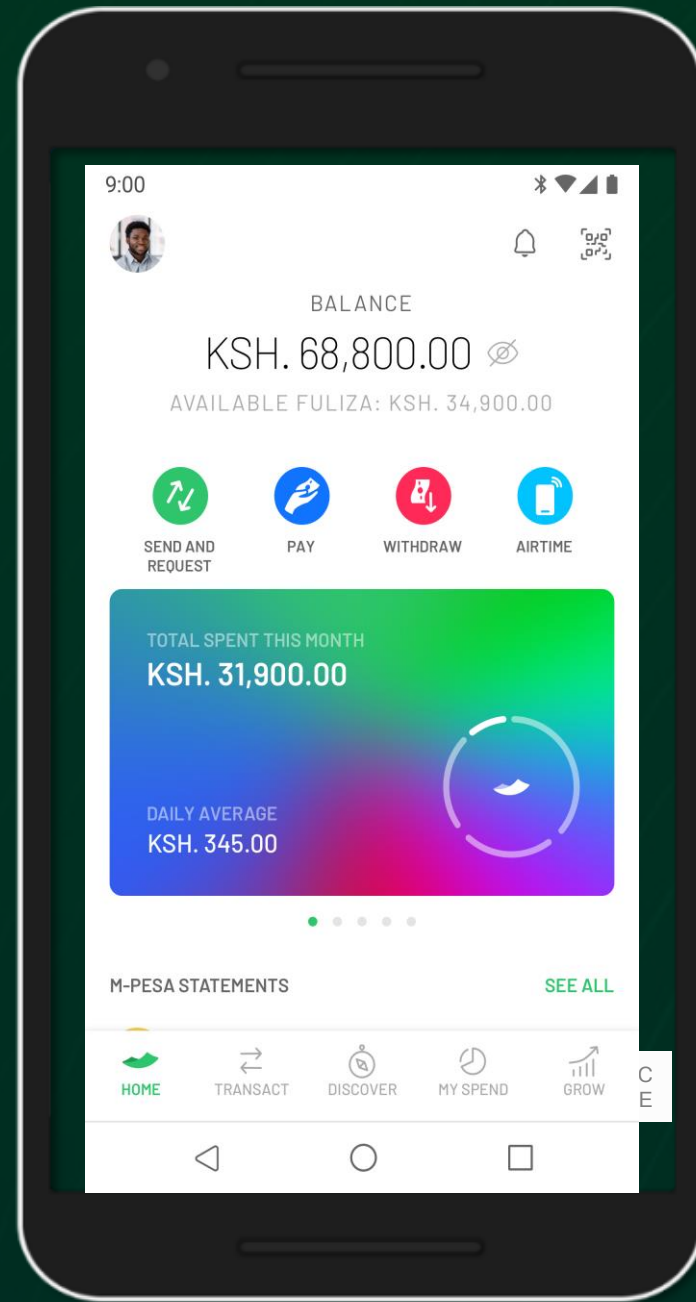 9:00
BALANCE
KSH. 68,800.00
AVAILABLE FULIZA: KSH. 34,900.00
SEND AND
REQUEST
PAY
WITHDRAW
AIRTIME
TOTAL SPENT THIS MONTH
KSH. 31,900.00
DAILY AVERAGE
KSH. 345.00
M-PESA STATEMENTS
SEE ALL
HOME
TRANSACT
DISCOVER
MY SPEND
GROW
C
E